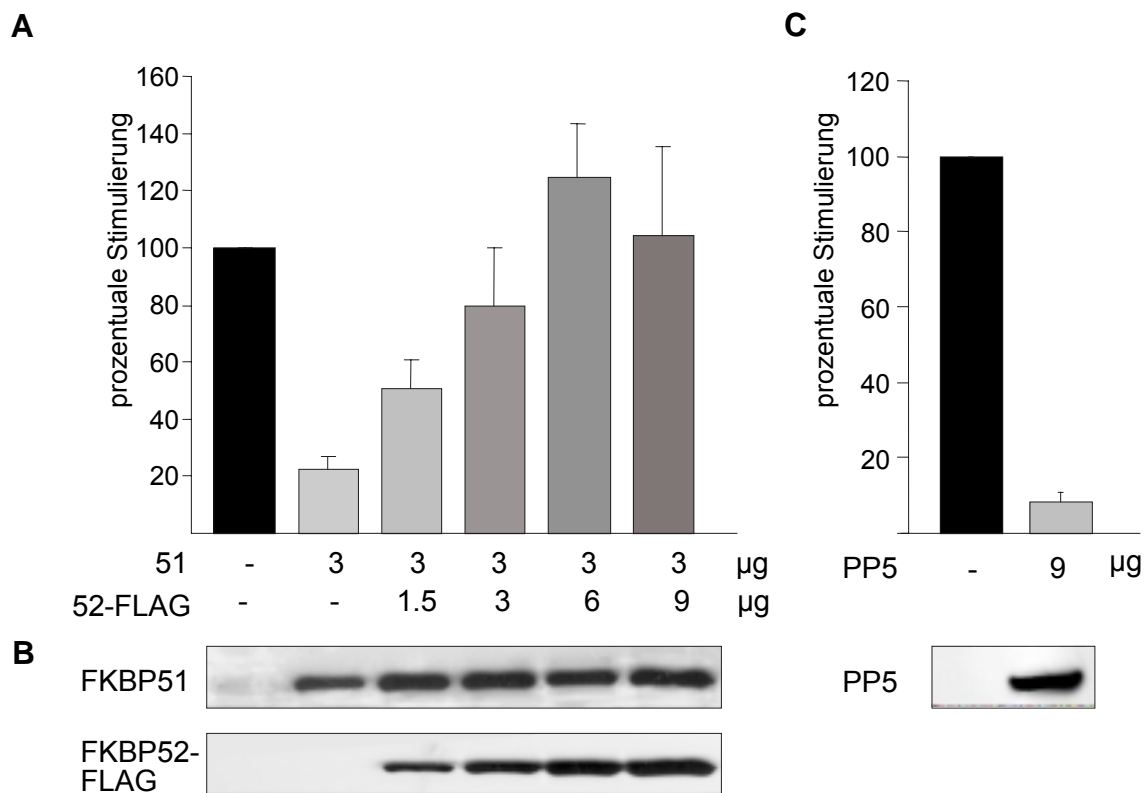 A
prozentuale Stimulierung
160
140
120
100
80
60
40
20
51 - 3 3 3 3 3 µg
52-FLAG - - 1.5 3 6 9 µg
B
FKBP51
FKBP52-
FLAG
C
prozentuale Stimulierung
120
100
80
60
40
20
PP5 - 9 µg
PP5